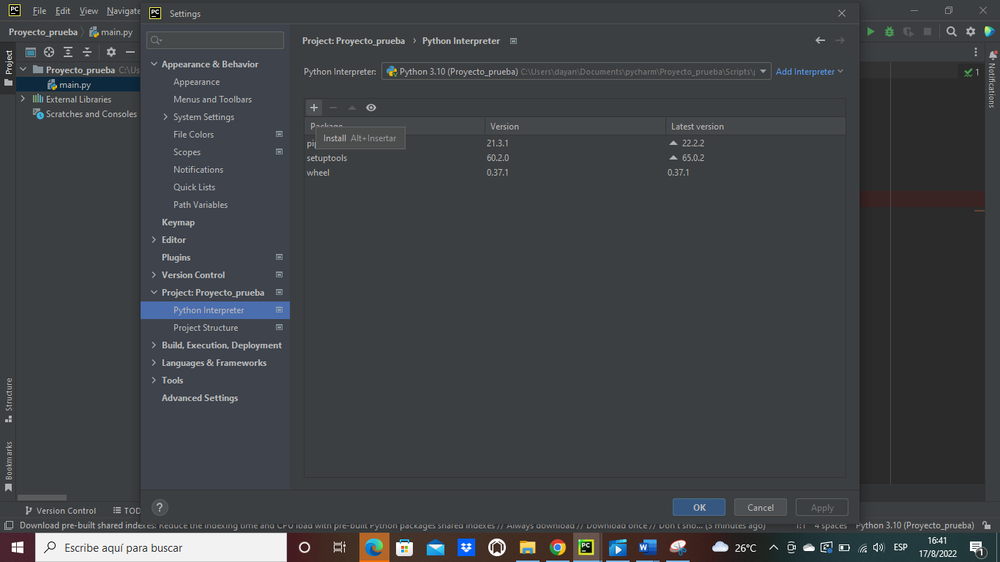 PC File Edit View Navigate
PC Settings
Proyecto_prueba main.py
Project: Proyecto_prueba › Python Interpreter
Project
Appearance & Behavior
Python Interpreter: Python 3.10 (Proyecto_prueba) C:\Users\dayan\Documents\pycharm\Proyecto_prueba\Scripts\ Add Interpreter
Proyecto_prueba C:\Us
1
Notifications
main.py
Appearance
External Libraries
Menus and Toolbars
Scratches and Consoles
System Settings
Package Version Latest version
Install Alt+Insertar
File Colors
pip 21.3.1 22.2.2
Scopes
setuptools 60.2.0 65.0.2
Notifications
wheel 0.37.1 0.37.1
Quick Lists
Path Variables
Keymap
Editor
Plugins
Version Control
Project: Proyecto_prueba
Python Interpreter
Project Structure
Build, Execution, Deployment
Languages & Frameworks
Tools
Advanced Settings
Structure
Bookmarks
? OK Cancel Apply
Version Control TOD
Download pre-built shared indexes: Reduce the indexing time and CPU load with pre-built Python packages shared indexes // Always download // Download once // Don't sho... (3 minutes ago) 1:1 4 spaces Python 3.10 (Proyecto_prueba)
Escribe aquí para buscar
PC
W
26°C
ESP
16:41
17/8/2022
1